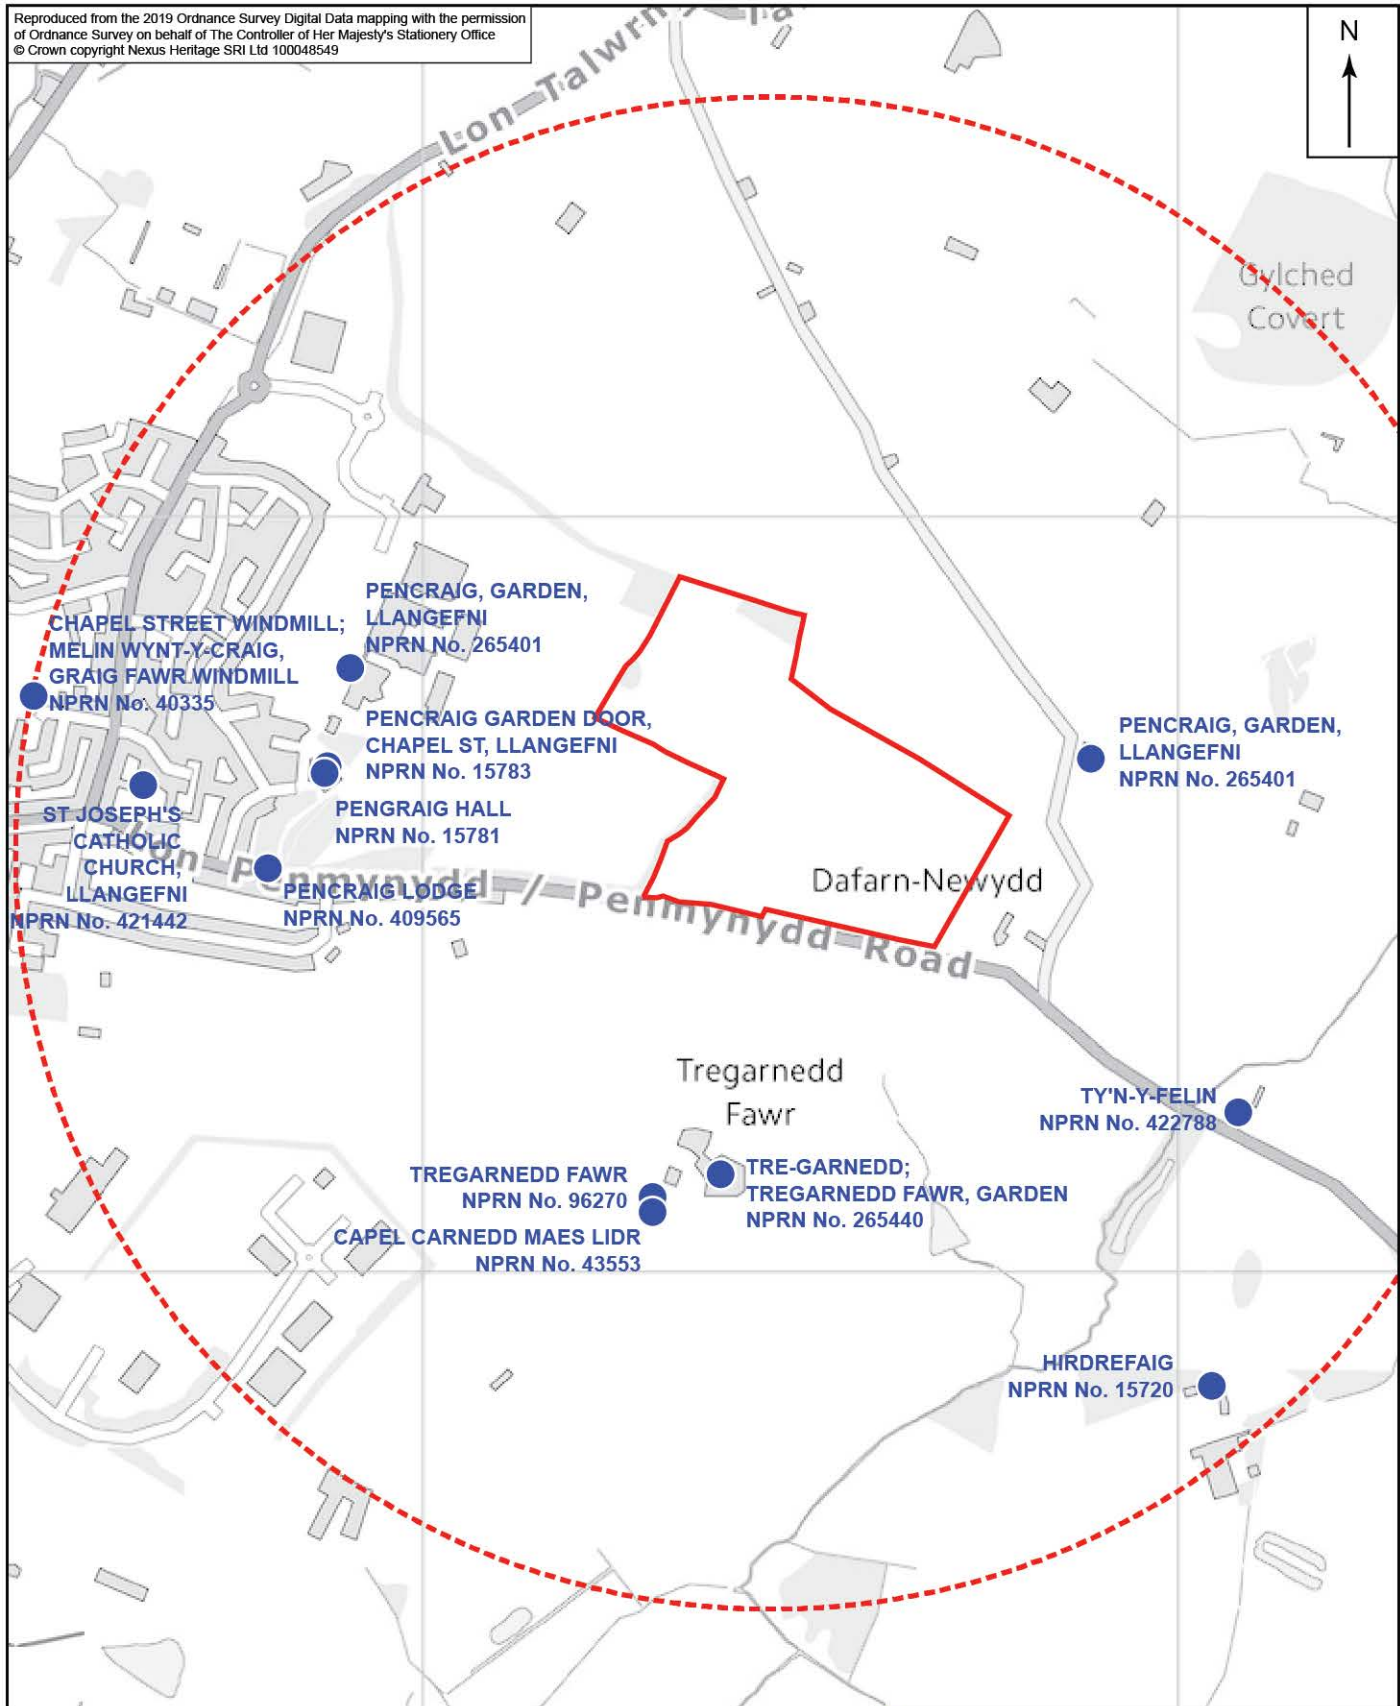 Reproduced from the 2019 Ordnance Survey Digital Data mapping with the permission
of Ordnance Survey on behalf of The Controller of Her Majesty's Stationery Office
© Crown copyright Nexus Heritage SRI Ltd 100048549
N
Lon Talwrn
Gylched
Covert
PENCRAIG, GARDEN,
LLANGEFNI
NPRN No. 265401
CHAPEL STREET WINDMILL;
MELIN WYNT-Y-CRAIG,
GRAIG FAWR WINDMILL
NPRN No. 40335
PENCRAIG GARDEN DOOR,
CHAPEL ST, LLANGEFNI
NPRN No. 15783
PENCRAIG, GARDEN,
LLANGEFNI
NPRN No. 265401
PENGRAIG HALL
NPRN No. 15781
ST JOSEPH'S
CATHOLIC
CHURCH,
LLANGEFNI
NPRN No. 421442
PENCRAIG LODGE
NPRN No. 409565
Lon Penmynydd / Penmynydd Road
Dafarn-Newydd
Tregarnedd
Fawr
TY'N-Y-FELIN
NPRN No. 422788
TREGARNEDD FAWR
NPRN No. 96270
TRE-GARNEDD;
TREGARNEDD FAWR, GARDEN
NPRN No. 265440
CAPEL CARNEDD MAES LIDR
NPRN No. 43553
HIRDREFAIG
NPRN No. 15720